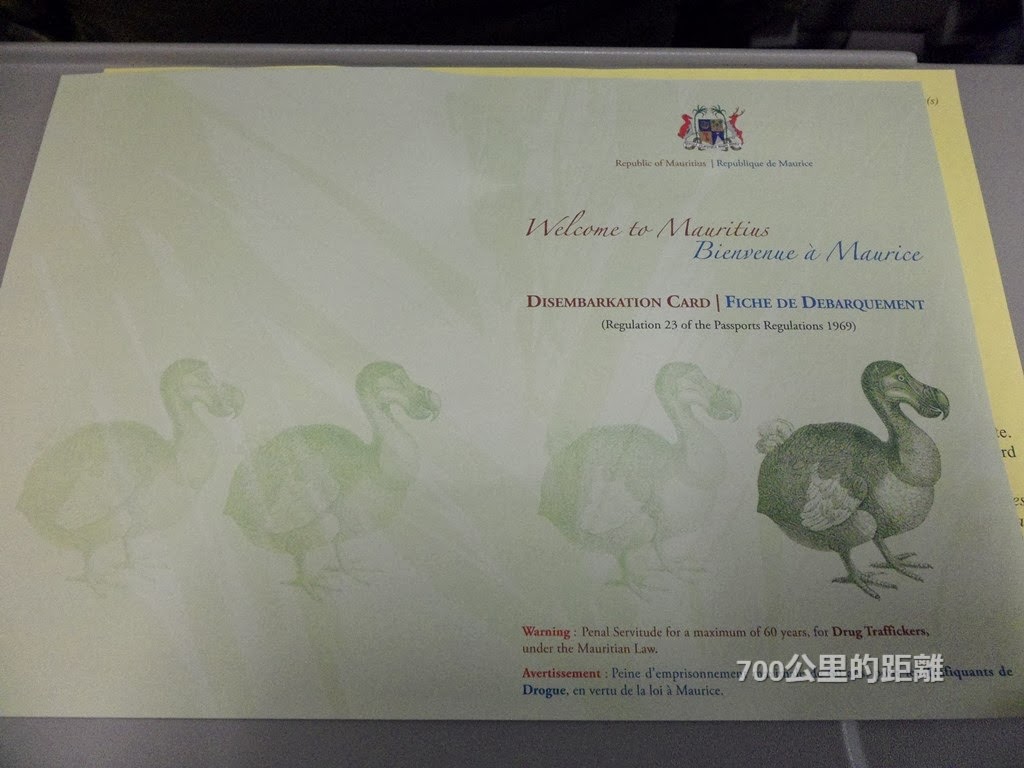 (s)
Republic of Mauritius | République de Maurice
Welcome to Mauritius
Bienvenue à Maurice
DISEMBARKATION CARD | FICHE DE DEBARQUEMENT
(Regulation 23 of the Passports Regulations 1969)
te.
rd
es
Warning : Penal Servitude for a maximum of 60 years, for Drug Traffickers,
under the Mauritian Law.
Avertissement : Peine d'emprisonnement
fiquants de
Drogue, en vertu de la loi à Maurice.
700公里的距離